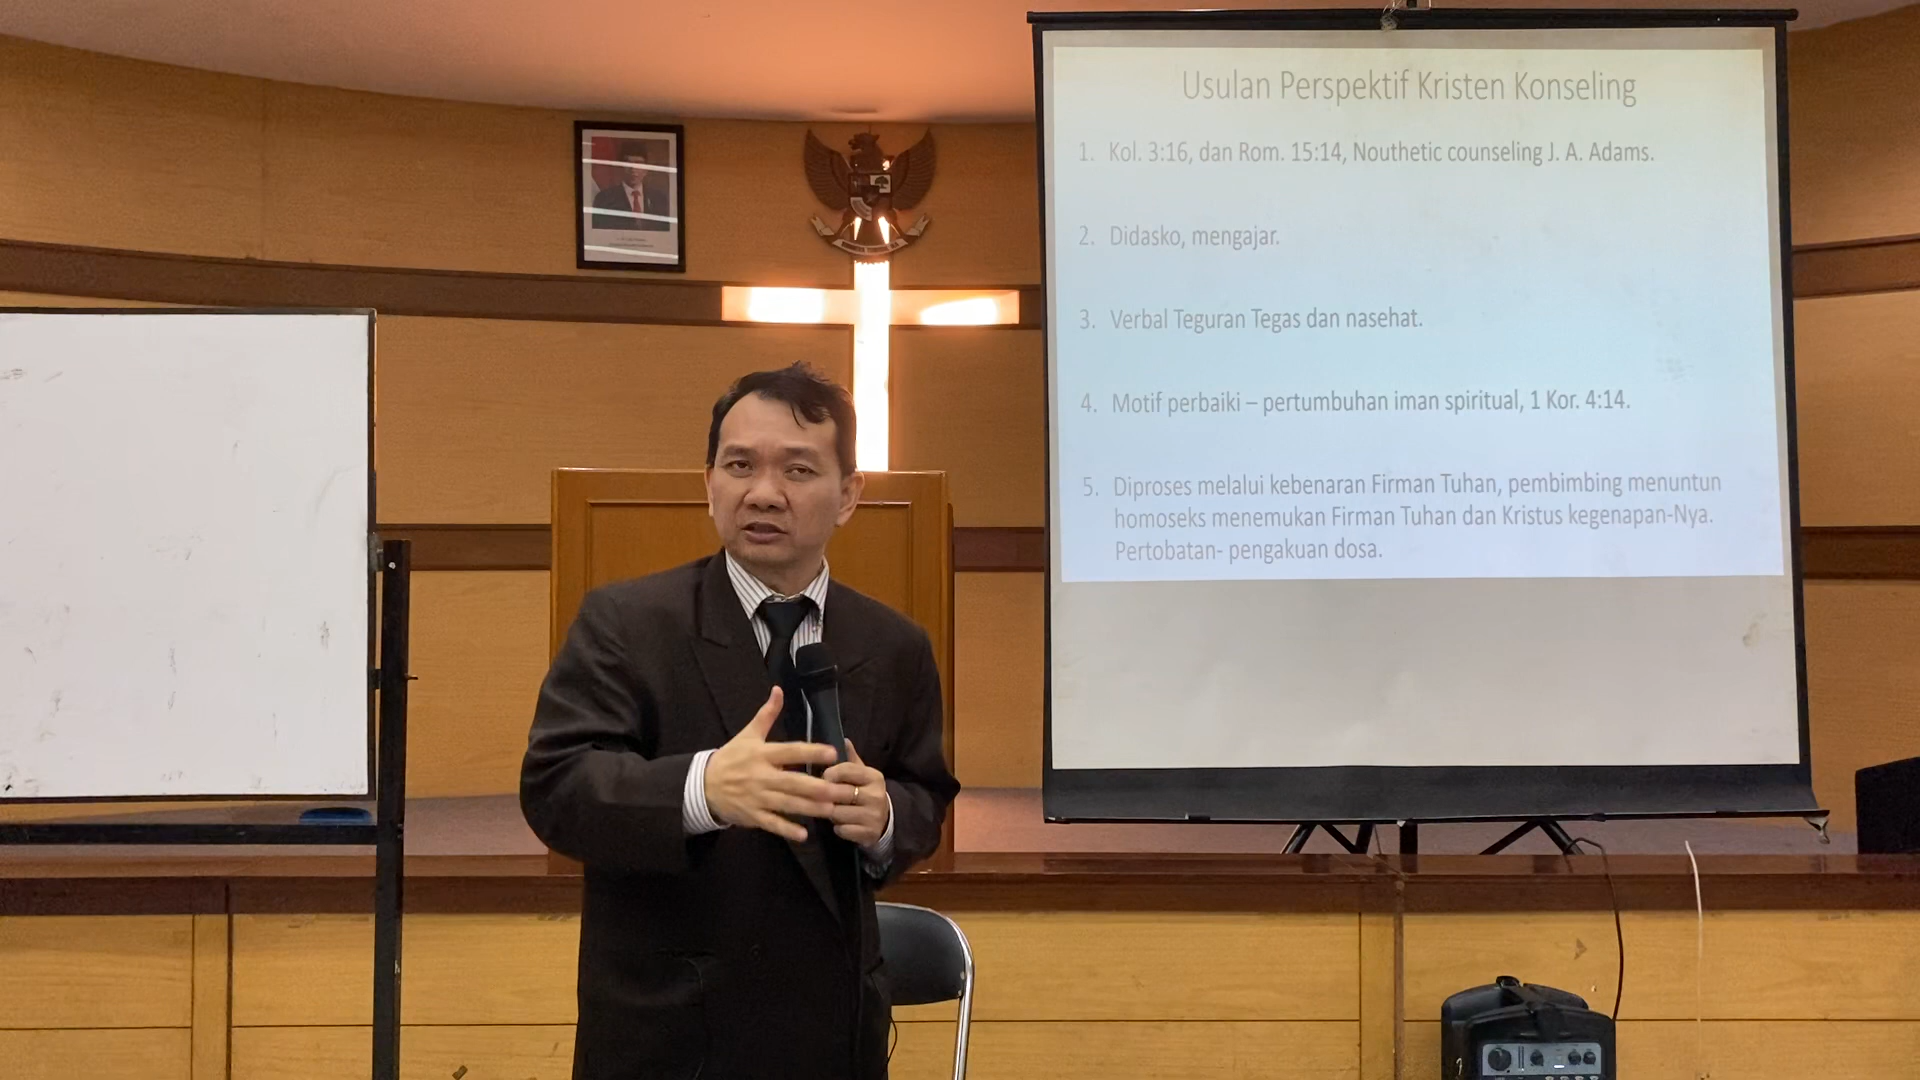 Usulan Perspektif Kristen Konseling
1. Kol. 3:16, dan Rom. 15:14, Nouthetic counseling J. A. Adams.
2. Didasko, mengajar.
3. Verbal Teguran Tegas dan nasehat.
4. Motif perbaiki – pertumbuhan iman spiritual, 1 Kor. 4:14.
5. Diproses melalui kebenaran Firman Tuhan, pembimbing menuntun
homoseks menemukan Firman Tuhan dan Kristus kegenapan-Nya.
Pertobatan- pengakuan dosa.